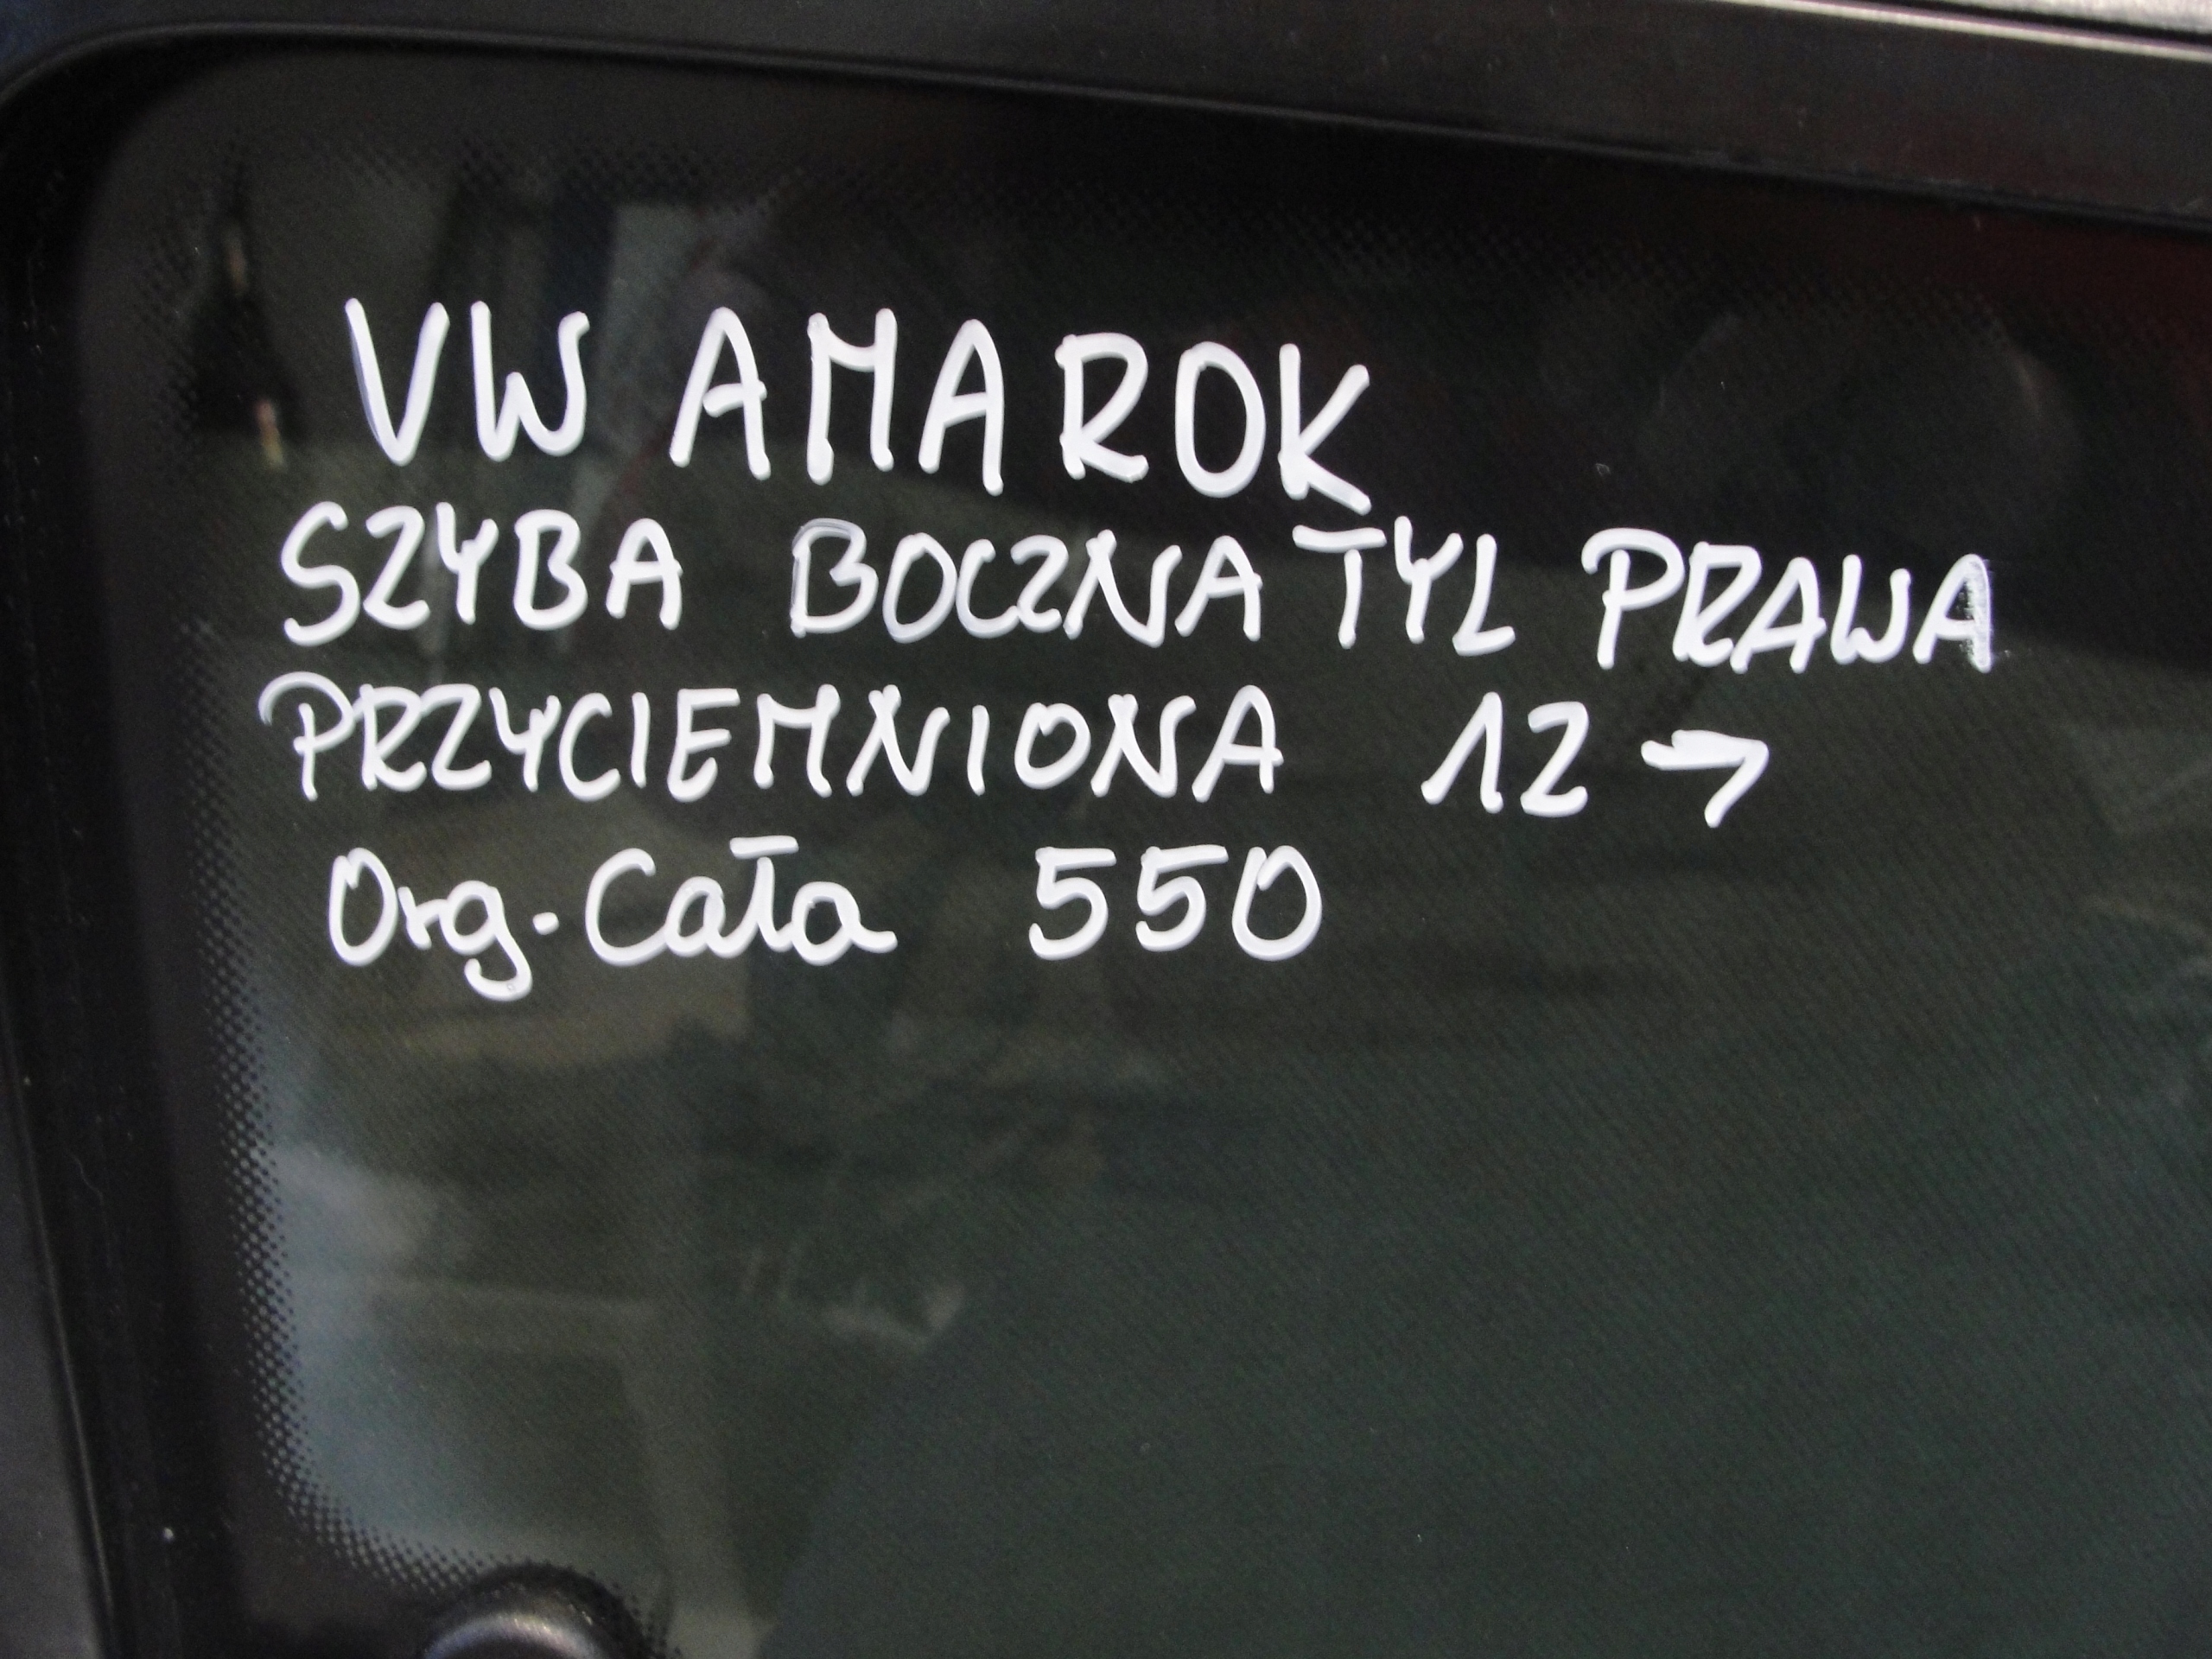 VW AMAROK
SZYBA BOCZNA TYL PRAWA
PRZYCIEMNIONA 12→
Org. Cała 550